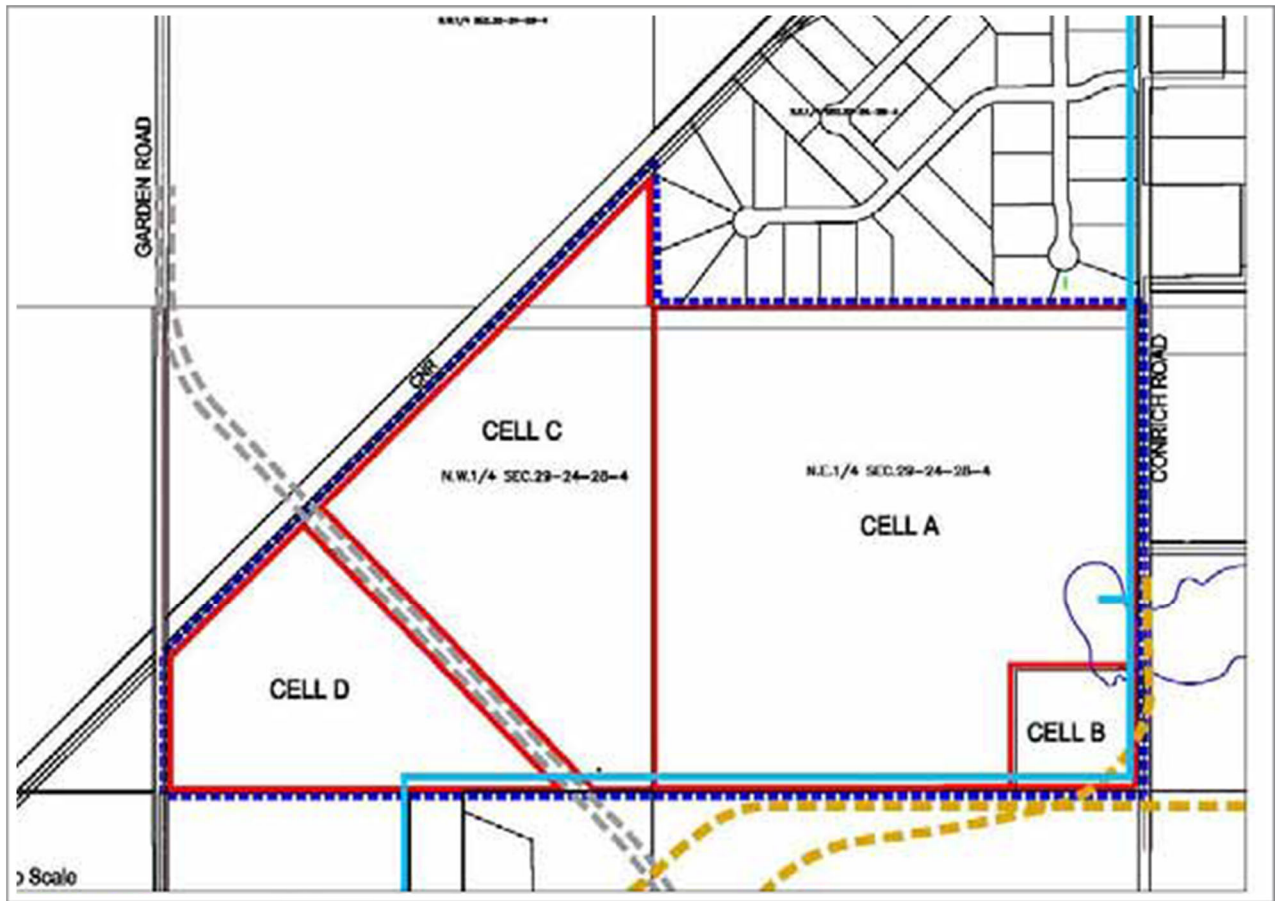 GARDEN ROAD
CNR
CELL C
N.W.1/4 SEC.29-24-28-4
N.E.1/4 SEC.29-24-28-4
CELL A
CONRICH ROAD
CELL D
CELL B
Scale